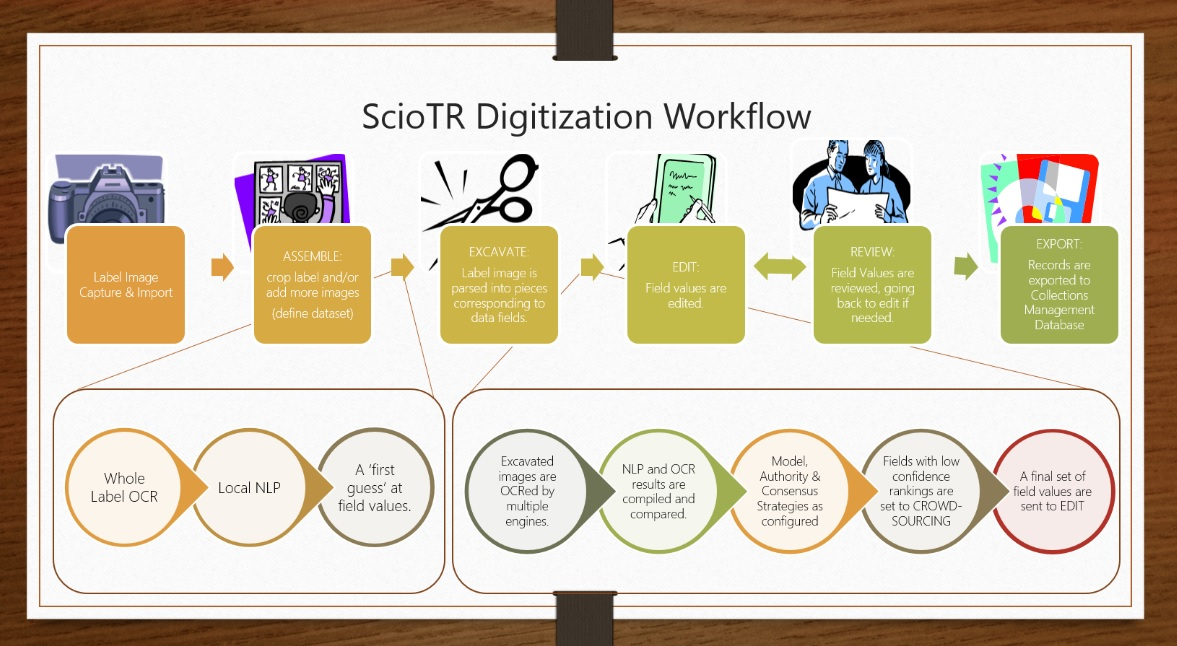 ScioTR Digitization Workflow
Label Image
Capture & Import
ASSEMBLE:
crop label and/or
add more images
(define dataset)
EXCAVATE:
Label image is
parsed into pieces
corresponding to
data fields.
EDIT:
Field values are
edited.
REVIEW:
Field Values are
reviewed, going
back to edit if
needed.
EXPORT:
Records are
exported to
Collections
Management
Database
Whole
Label OCR
Local NLP
A 'first
guess' at
field values.
Excavated
images are
OCRed by
multiple
engines.
NLP and OCR
results are
compiled and
compared.
Model,
Authority &
Consensus
Strategies as
configured
Fields with low
confidence
rankings are
set to CROWD-
SOURCING
A final set of
field values are
sent to EDIT